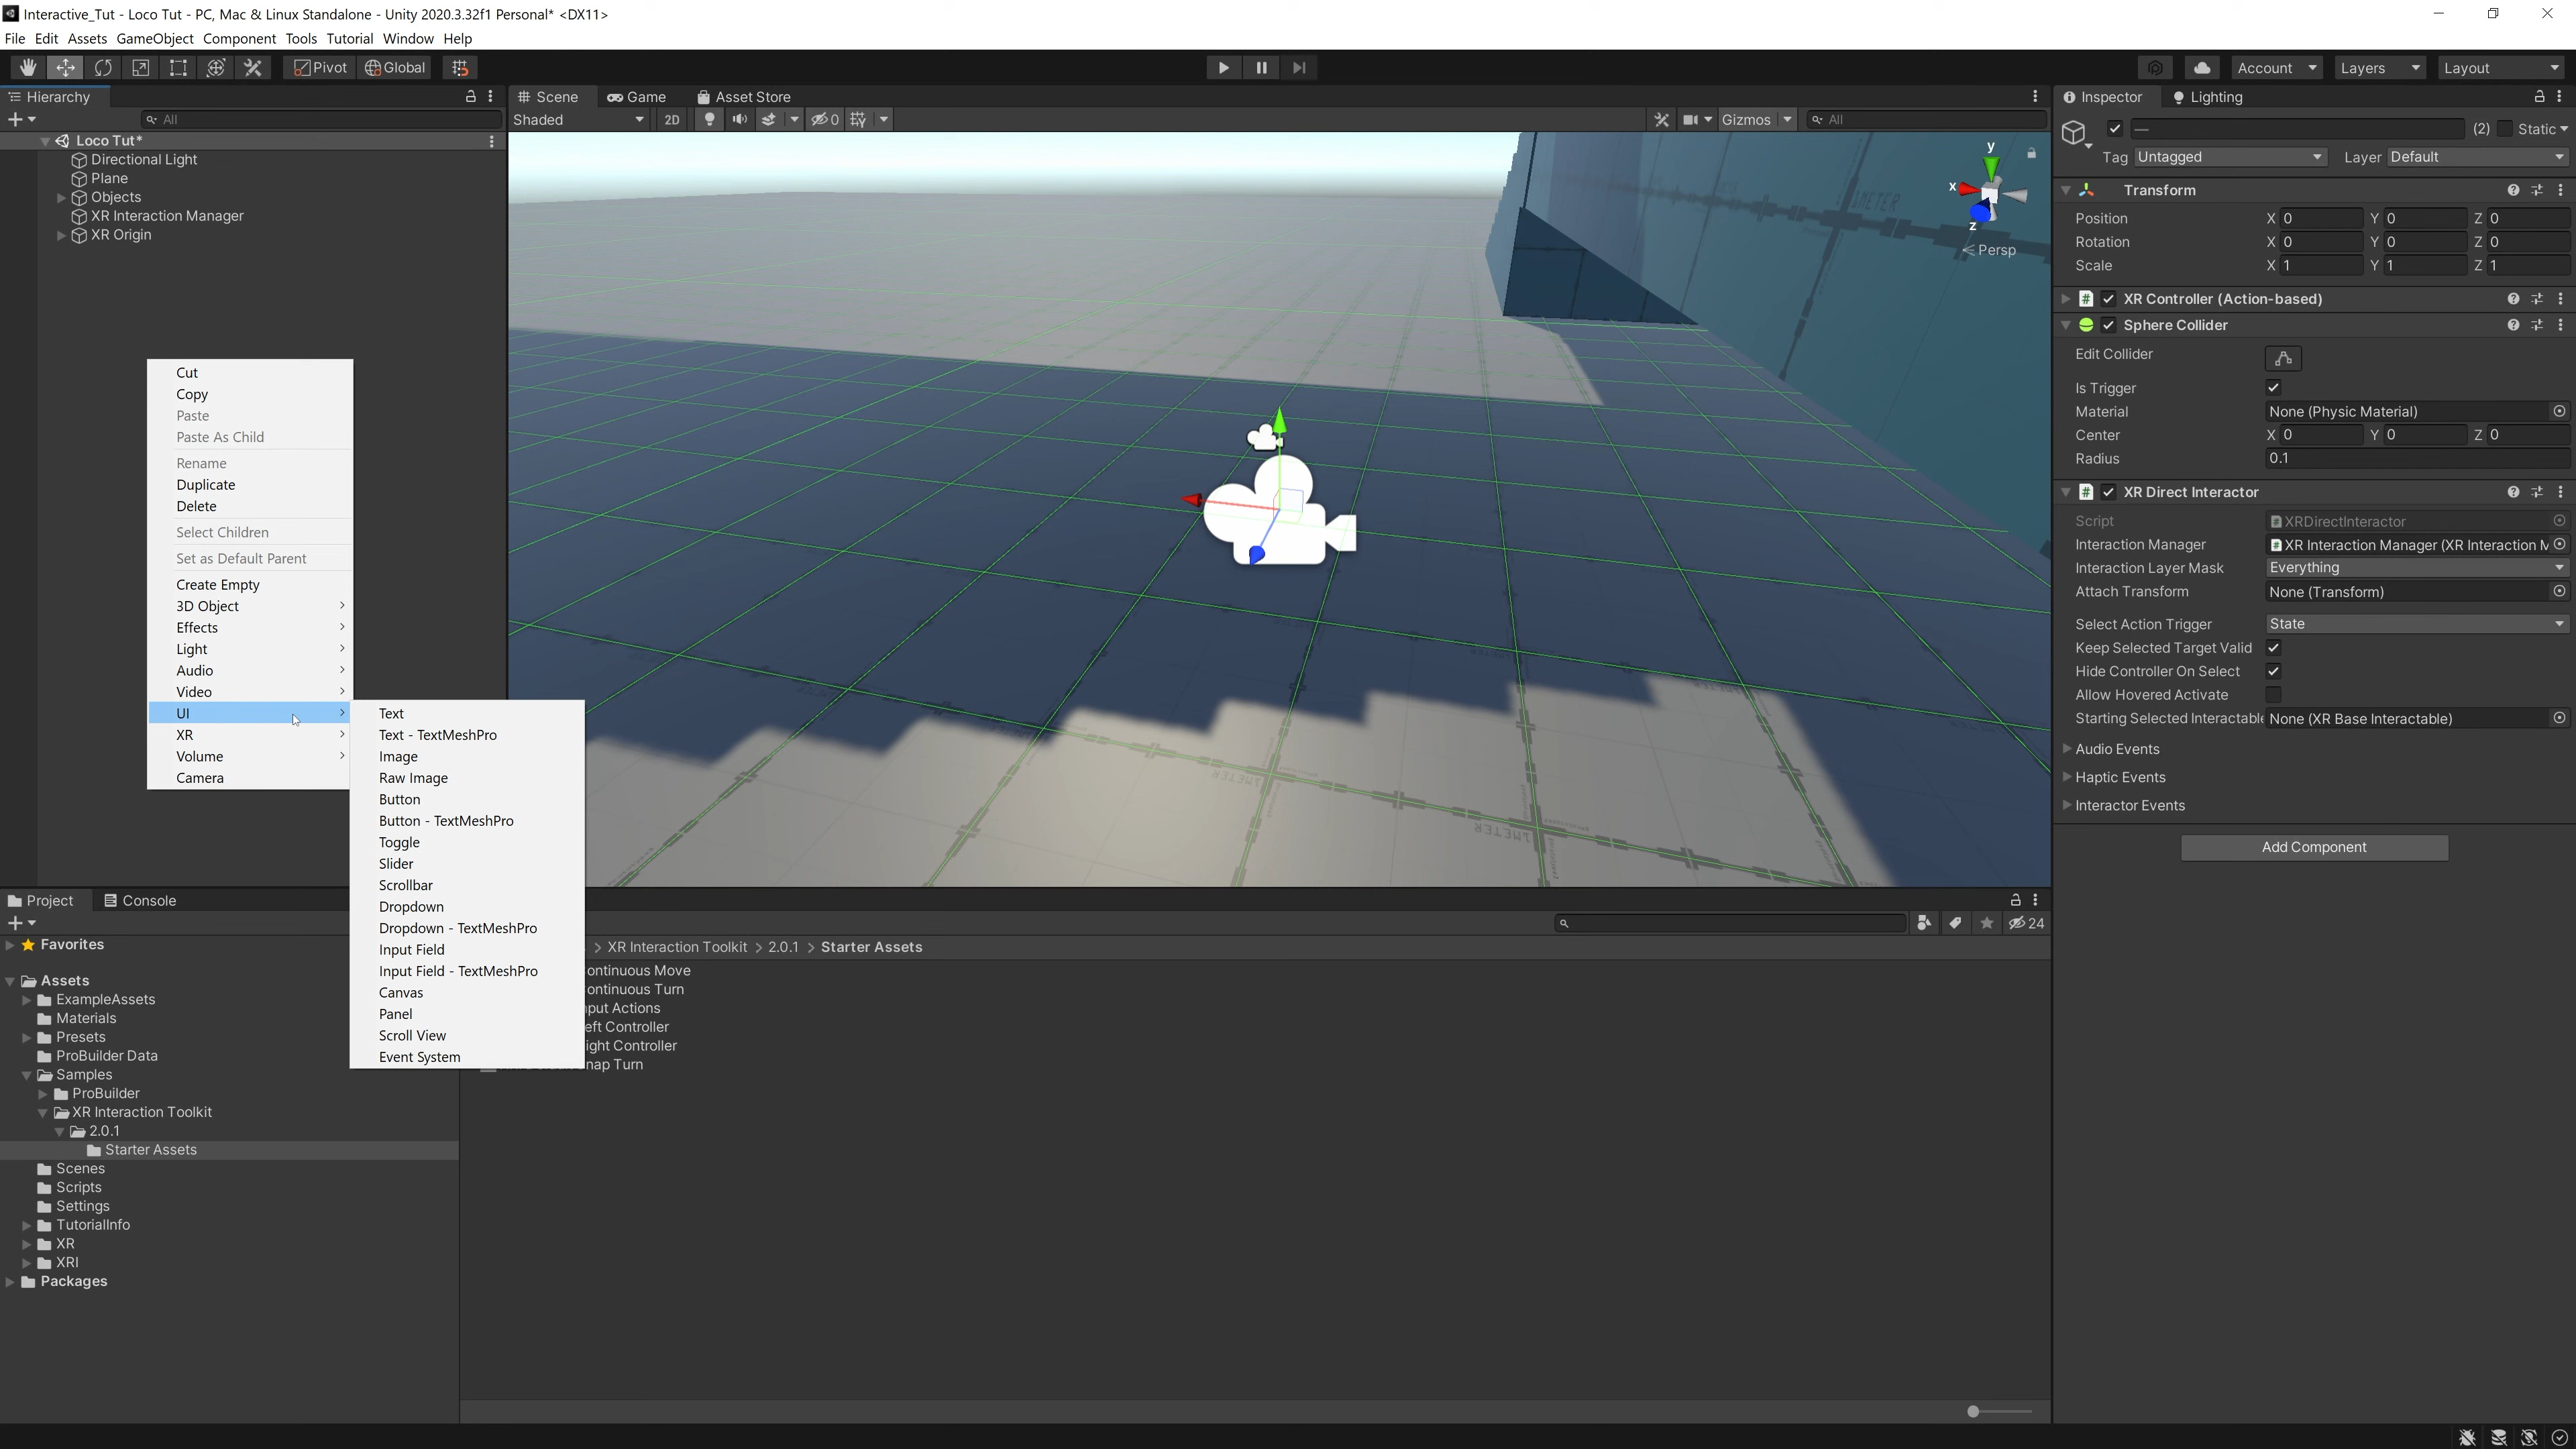 Interactive_Tut - Loco Tut - PC, Mac & Linux Standalone - Unity 2020.3.32f1 Personal* <DX11>
File Edit Assets GameObject Component Tools Tutorial Window Help
Pivot Global Account Layers Layout
Hierarchy
All
Loco Tut*
Directional Light
Plane
Objects
XR Interaction Manager
XR Origin
Cut
Copy
Paste
Paste As Child
Rename
Duplicate
Delete
Select Children
Set as Default Parent
Create Empty
3D Object
Effects
Light
Audio
Video
UI
XR
Volume
Camera
Text
Text - TextMeshPro
Image
Raw Image
Button
Button - TextMeshPro
Toggle
Slider
Scrollbar
Dropdown
Dropdown - TextMeshPro
Input Field
Input Field - TextMeshPro
Canvas
Panel
Scroll View
Event System
Scene Game Asset Store
Shaded 2D 0 Gizmos All
y
x
z
Persp
METER
METER
METER
Project Console
Favorites
Assets
ExampleAssets
Materials
Presets
ProBuilder Data
Samples
ProBuilder
XR Interaction Toolkit
2.0.1
Starter Assets
Scenes
Scripts
Settings
TutorialInfo
XR
XRI
Packages
24
> XR Interaction Toolkit > 2.0.1 > Starter Assets
ontinuous Move
ontinuous Turn
put Actions
eft Controller
ight Controller
nap Turn
Inspector Lighting
— (2) Static
Tag Untagged Layer Default
Transform
Position X 0 Y 0 Z 0
Rotation X 0 Y 0 Z 0
Scale X 1 Y 1 Z 1
XR Controller (Action-based)
Sphere Collider
Edit Collider
Is Trigger
Material None (Physic Material)
Center X 0 Y 0 Z 0
Radius 0.1
XR Direct Interactor
Script XRDirectInteractor
Interaction Manager XR Interaction Manager (XR Interaction M
Interaction Layer Mask Everything
Attach Transform None (Transform)
Select Action Trigger State
Keep Selected Target Valid
Hide Controller On Select
Allow Hovered Activate
Starting Selected Interactable None (XR Base Interactable)
Audio Events
Haptic Events
Interactor Events
Add Component